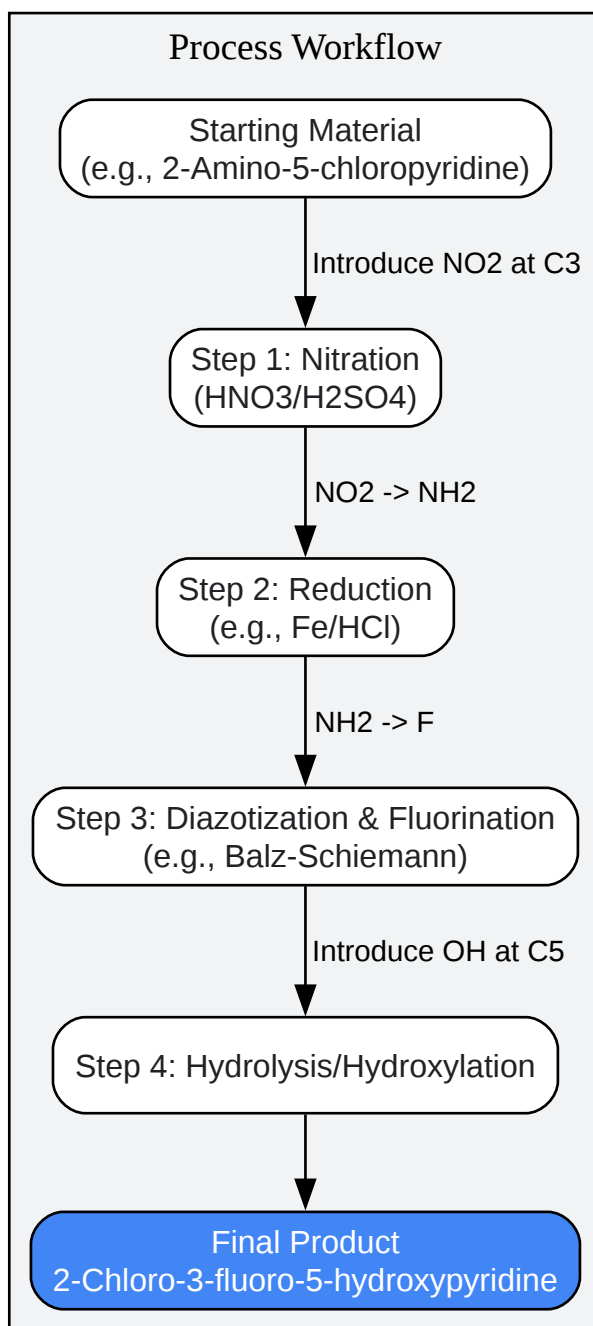 Process Workflow
Starting Material
(e.g., 2-Amino-5-chloropyridine)
Introduce NO2 at C3
Step 1: Nitration
(HNO3/H2SO4)
NO2 -> NH2
Step 2: Reduction
(e.g., Fe/HCl)
NH2 -> F
Step 3: Diazotization & Fluorination
(e.g., Balz-Schiemann)
Introduce OH at C5
Step 4: Hydrolysis/Hydroxylation
Final Product
2-Chloro-3-fluoro-5-hydroxypyridine